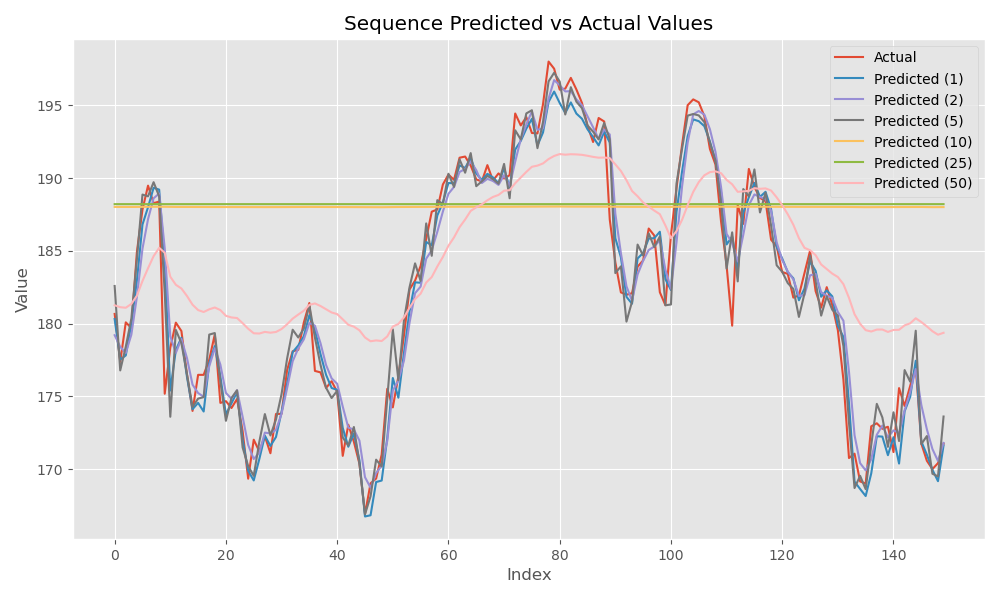 Sequence Predicted vs Actual Values
Actual
Predicted (1)
Predicted (2)
Predicted (5)
Predicted (10)
Predicted (25)
Predicted (50)
Value
195
190
185
180
175
170
0 20 40 60 80 100 120 140
Index